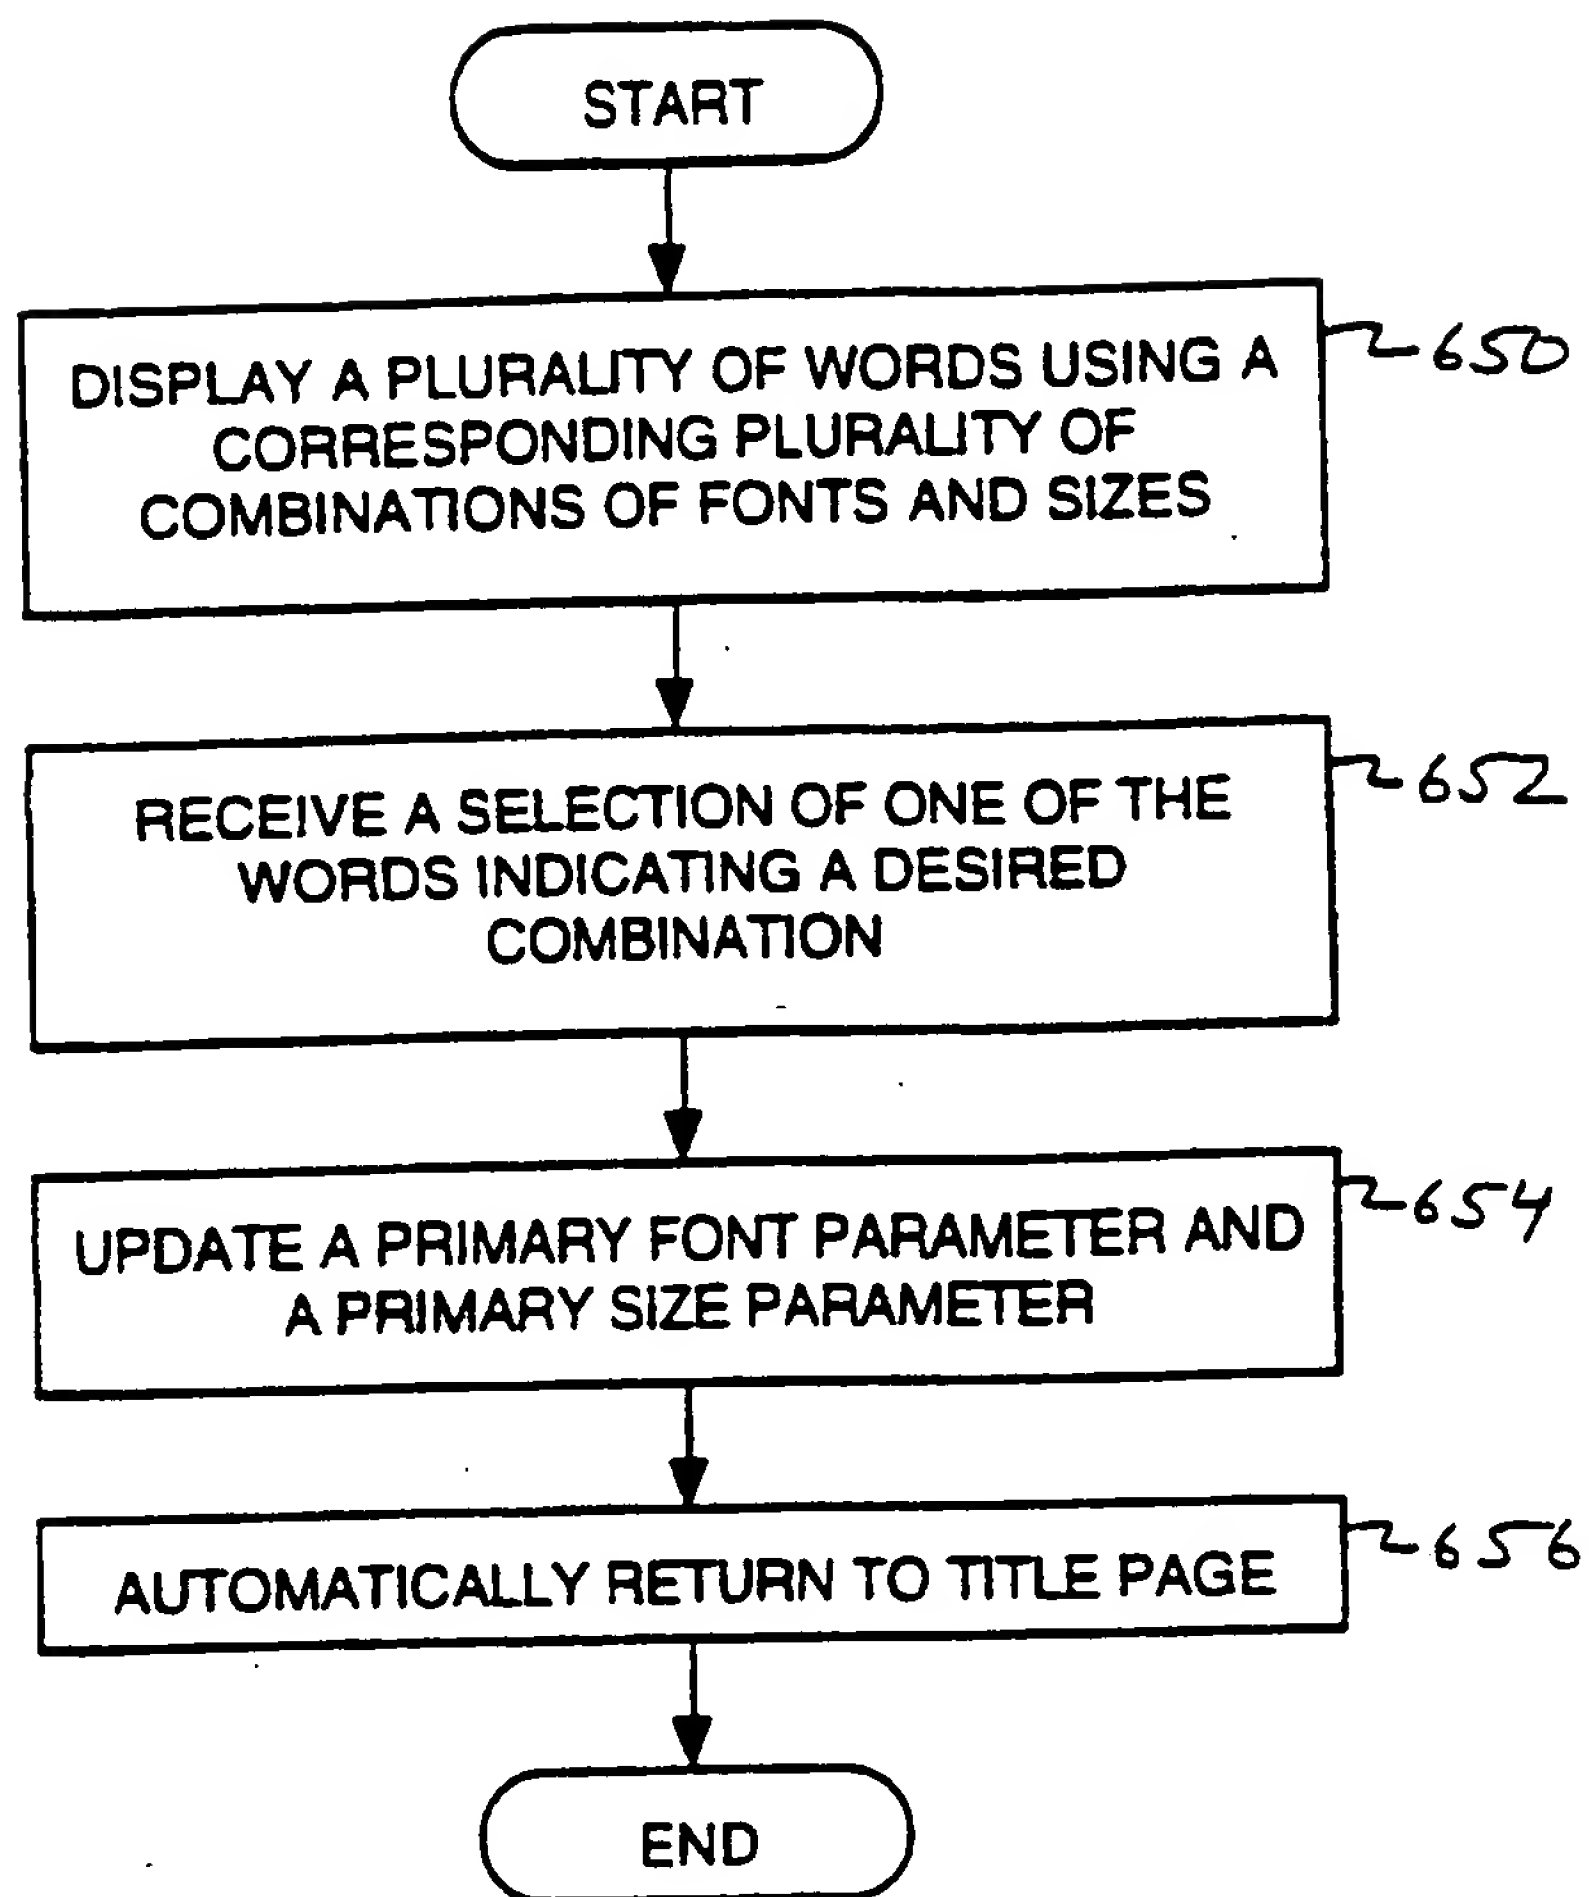 START
DISPLAY A PLURALITY OF WORDS USING A
CORRESPONDING PLURALITY OF
COMBINATIONS OF FONTS AND SIZES
650
RECEIVE A SELECTION OF ONE OF THE
WORDS INDICATING A DESIRED
COMBINATION
652
UPDATE A PRIMARY FONT PARAMETER AND
A PRIMARY SIZE PARAMETER
654
AUTOMATICALLY RETURN TO TITLE PAGE
656
END